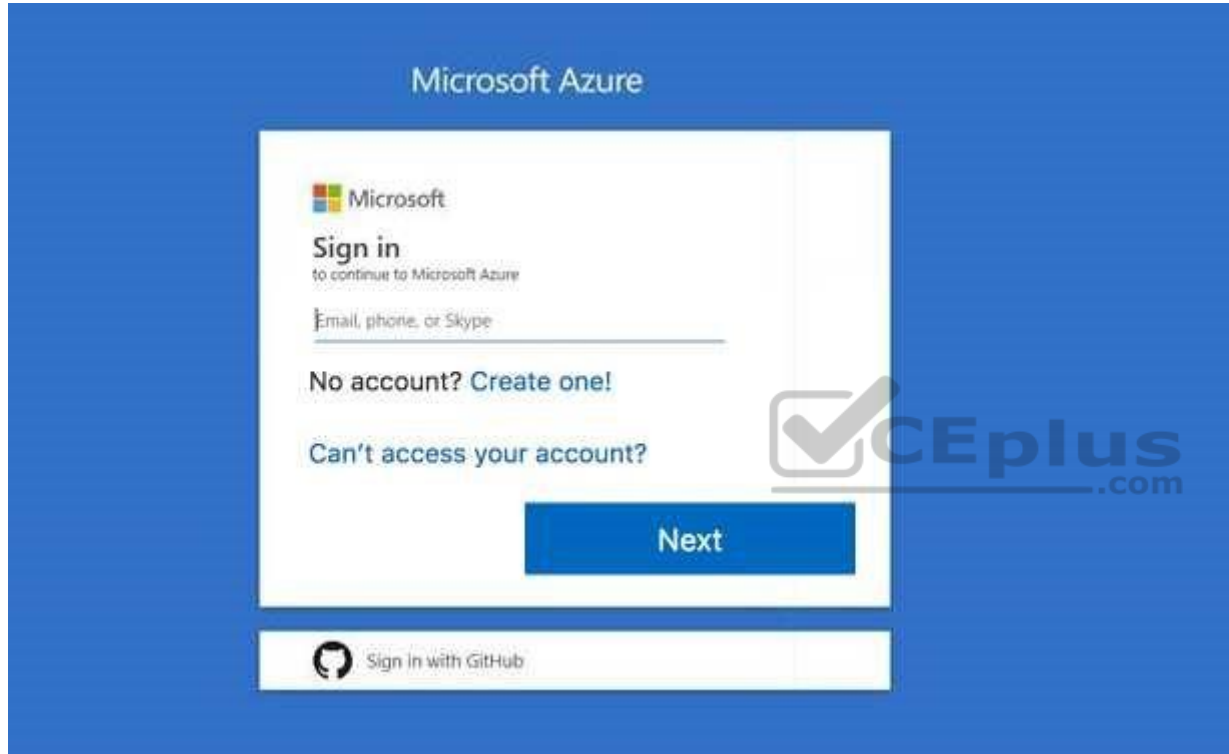 Microsoft Azure
Microsoft
Sign in
to continue to Microsoft Azure
Email, phone, or Skype
No account? Create one!
Can't access your account?
CEplus
.com
Next
Sign in with GitHub